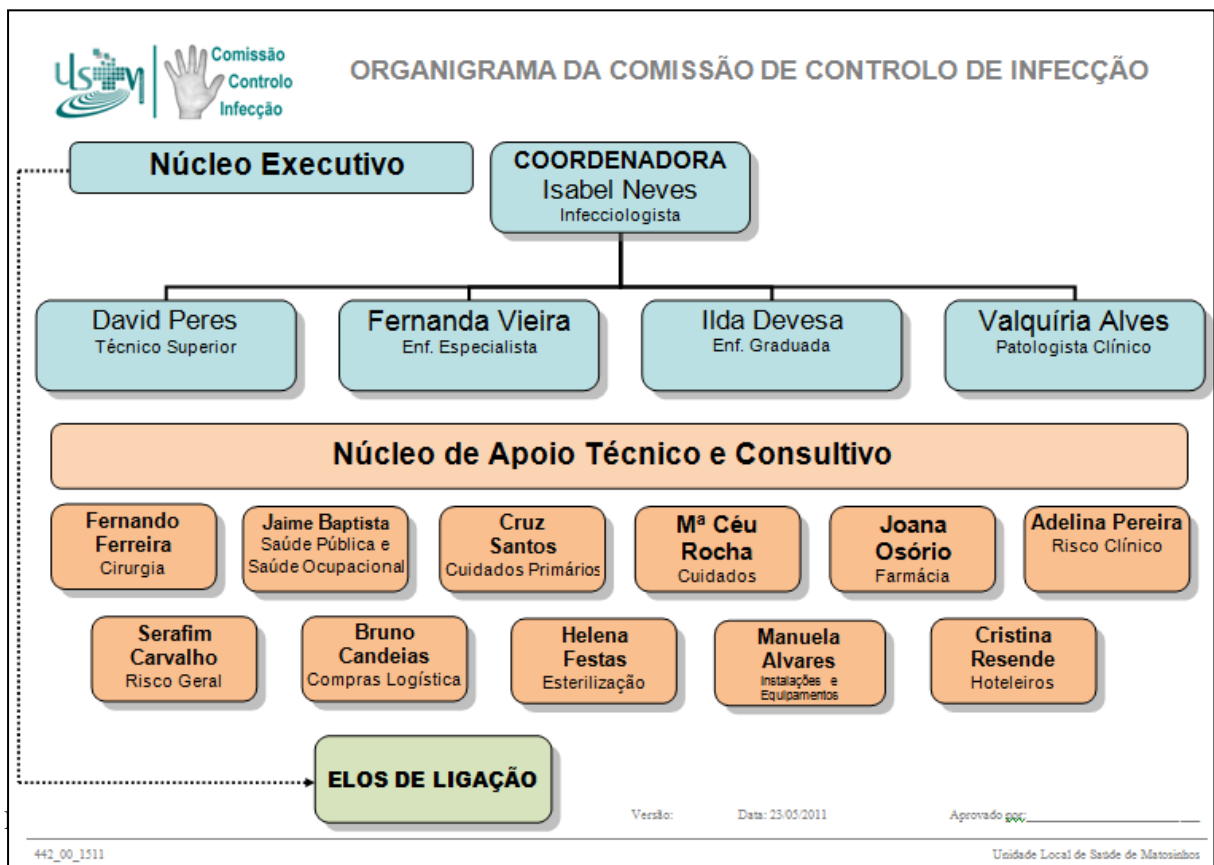 USM
Comissão
Controlo
Infecção
ORGANIGRAMA DA COMISSÃO DE CONTROLO DE INFECÇÃO
Núcleo Executivo
COORDENADORA
Isabel Neves
Infecciologista
David Peres
Técnico Superior
Fernanda Vieira
Enf. Especialista
Ilda Devesa
Enf. Graduada
Valquíria Alves
Patologista Clínico
Núcleo de Apoio Técnico e Consultivo
Fernando
Ferreira
Cirurgia
Jaime Baptista
Saúde Pública e
Saúde Ocupacional
Cruz
Santos
Cuidados Primários
Mª Céu
Rocha
Cuidados
Joana
Osório
Farmácia
Adelina Pereira
Risco Clínico
Serafim
Carvalho
Risco Geral
Bruno
Candeias
Compras Logística
Helena
Festas
Esterilização
Manuela
Alvares
Instalações e
Equipamentos
Cristina
Resende
Hoteleiros
ELOS DE LIGAÇÃO
Versão: Data: 23/05/2011 Aprovado por:
442_00_1511 Unidade Local de Saúde de Matosinhos